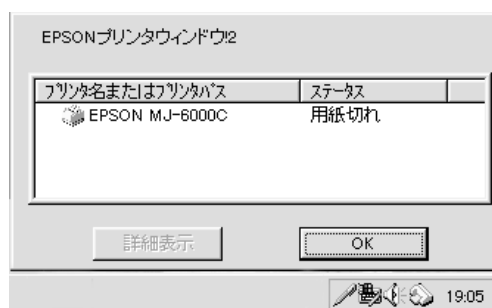 EPSONプリンタウィンドウ!2
プリンタ名またはプリンタパス ステータス
EPSON MJ-6000C 用紙切れ
詳細表示 OK
19:05